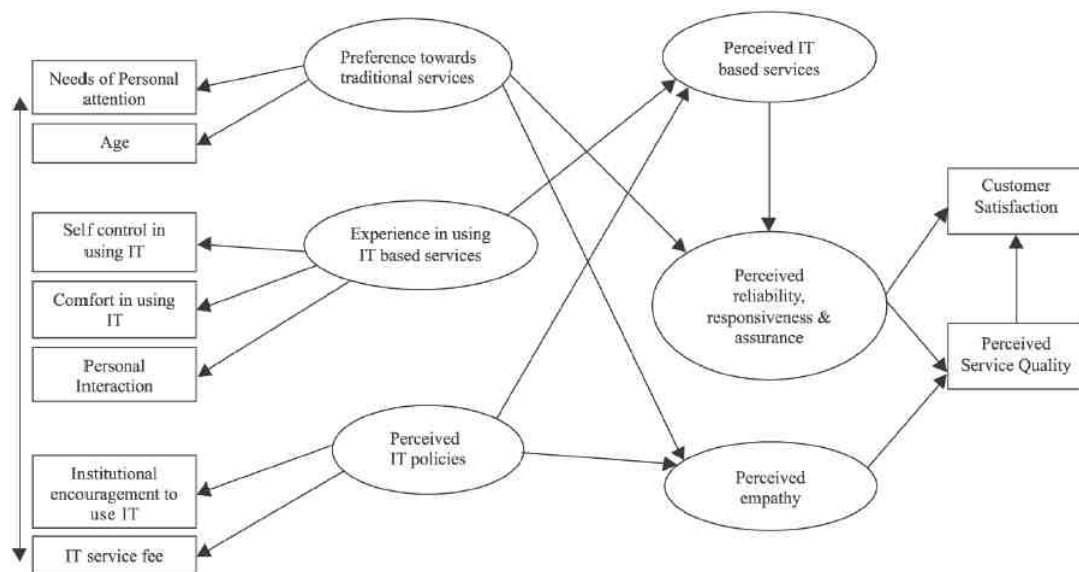 Needs of Personal
attention
Age
Self control in
using IT
Comfort in using
IT
Personal
Interaction
Institutional
encouragement to
use IT
IT service fee
Preference towards
traditional services
Experience in using
IT based services
Perceived
IT policies
Perceived IT
based services
Perceived
reliability,
responsiveness &
assurance
Perceived
empathy
Customer
Satisfaction
Perceived
Service Quality